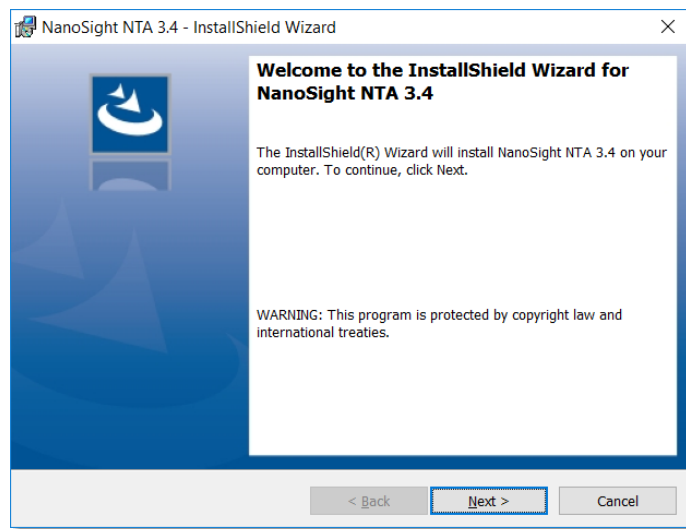 NanoSight NTA 3.4 - InstallShield Wizard
Welcome to the InstallShield Wizard for
NanoSight NTA 3.4
The InstallShield(R) Wizard will install NanoSight NTA 3.4 on your
computer. To continue, click Next.
WARNING: This program is protected by copyright law and
international treaties.
< Back
Next >
Cancel